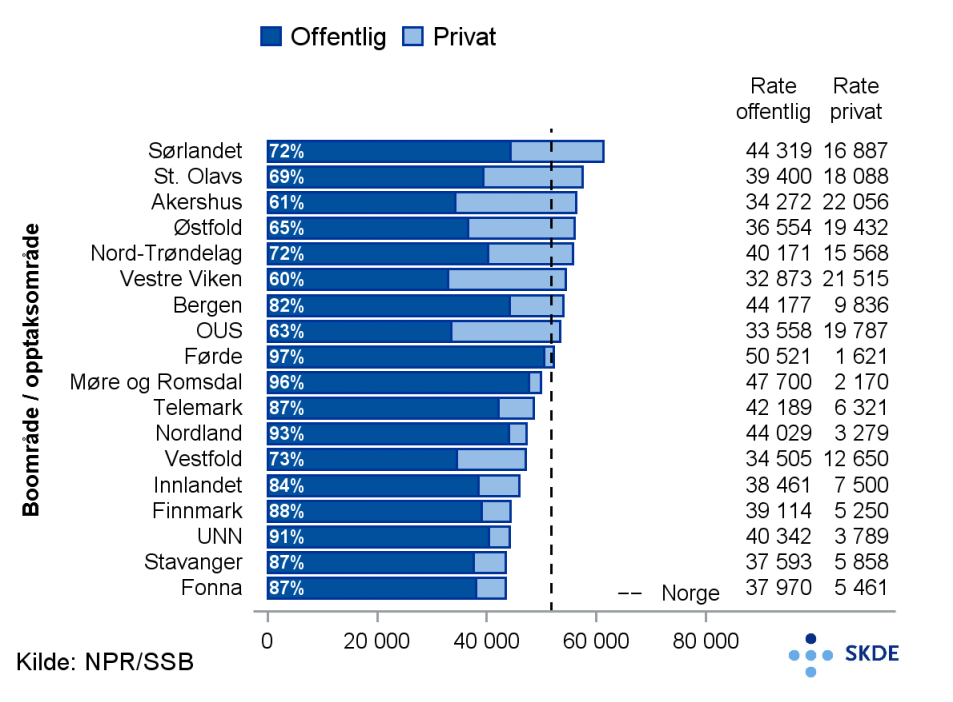 Offentlig Privat
Rate Rate
offentlig privat
Sørlandet 72% 44 319 16 887
St. Olavs 69% 39 400 18 088
Akershus 61% 34 272 22 056
Østfold 65% 36 554 19 432
Nord-Trøndelag 72% 40 171 15 568
Vestre Viken 60% 32 873 21 515
Bergen 82% 44 177 9 836
OUS 63% 33 558 19 787
Førde 97% 50 521 1 621
Møre og Romsdal 96% 47 700 2 170
Telemark 87% 42 189 6 321
Nordland 93% 44 029 3 279
Vestfold 73% 34 505 12 650
Innlandet 84% 38 461 7 500
Finnmark 88% 39 114 5 250
UNN 91% 40 342 3 789
Stavanger 87% 37 593 5 858
Fonna 87% 37 970 5 461
Norge
Boområde / opptaksområde
0 20 000 40 000 60 000 80 000
Kilde: NPR/SSB
SKDE